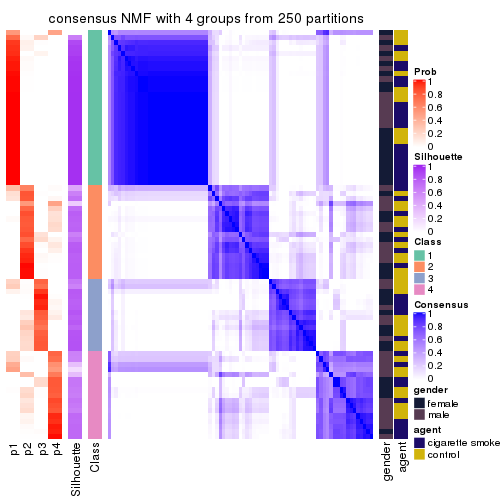 consensus NMF with 4 groups from 250 partitions
Prob
1
0.8
0.6
0.4
0.2
0
Silhouette
1
0.8
0.6
0.4
0.2
0
Class
1
2
3
4
Consensus
1
0.8
0.6
0.4
0.2
0
gender
female
male
agent
cigarette smoke
control
p1
p2
p3
p4
Silhouette
Class
gender
agent